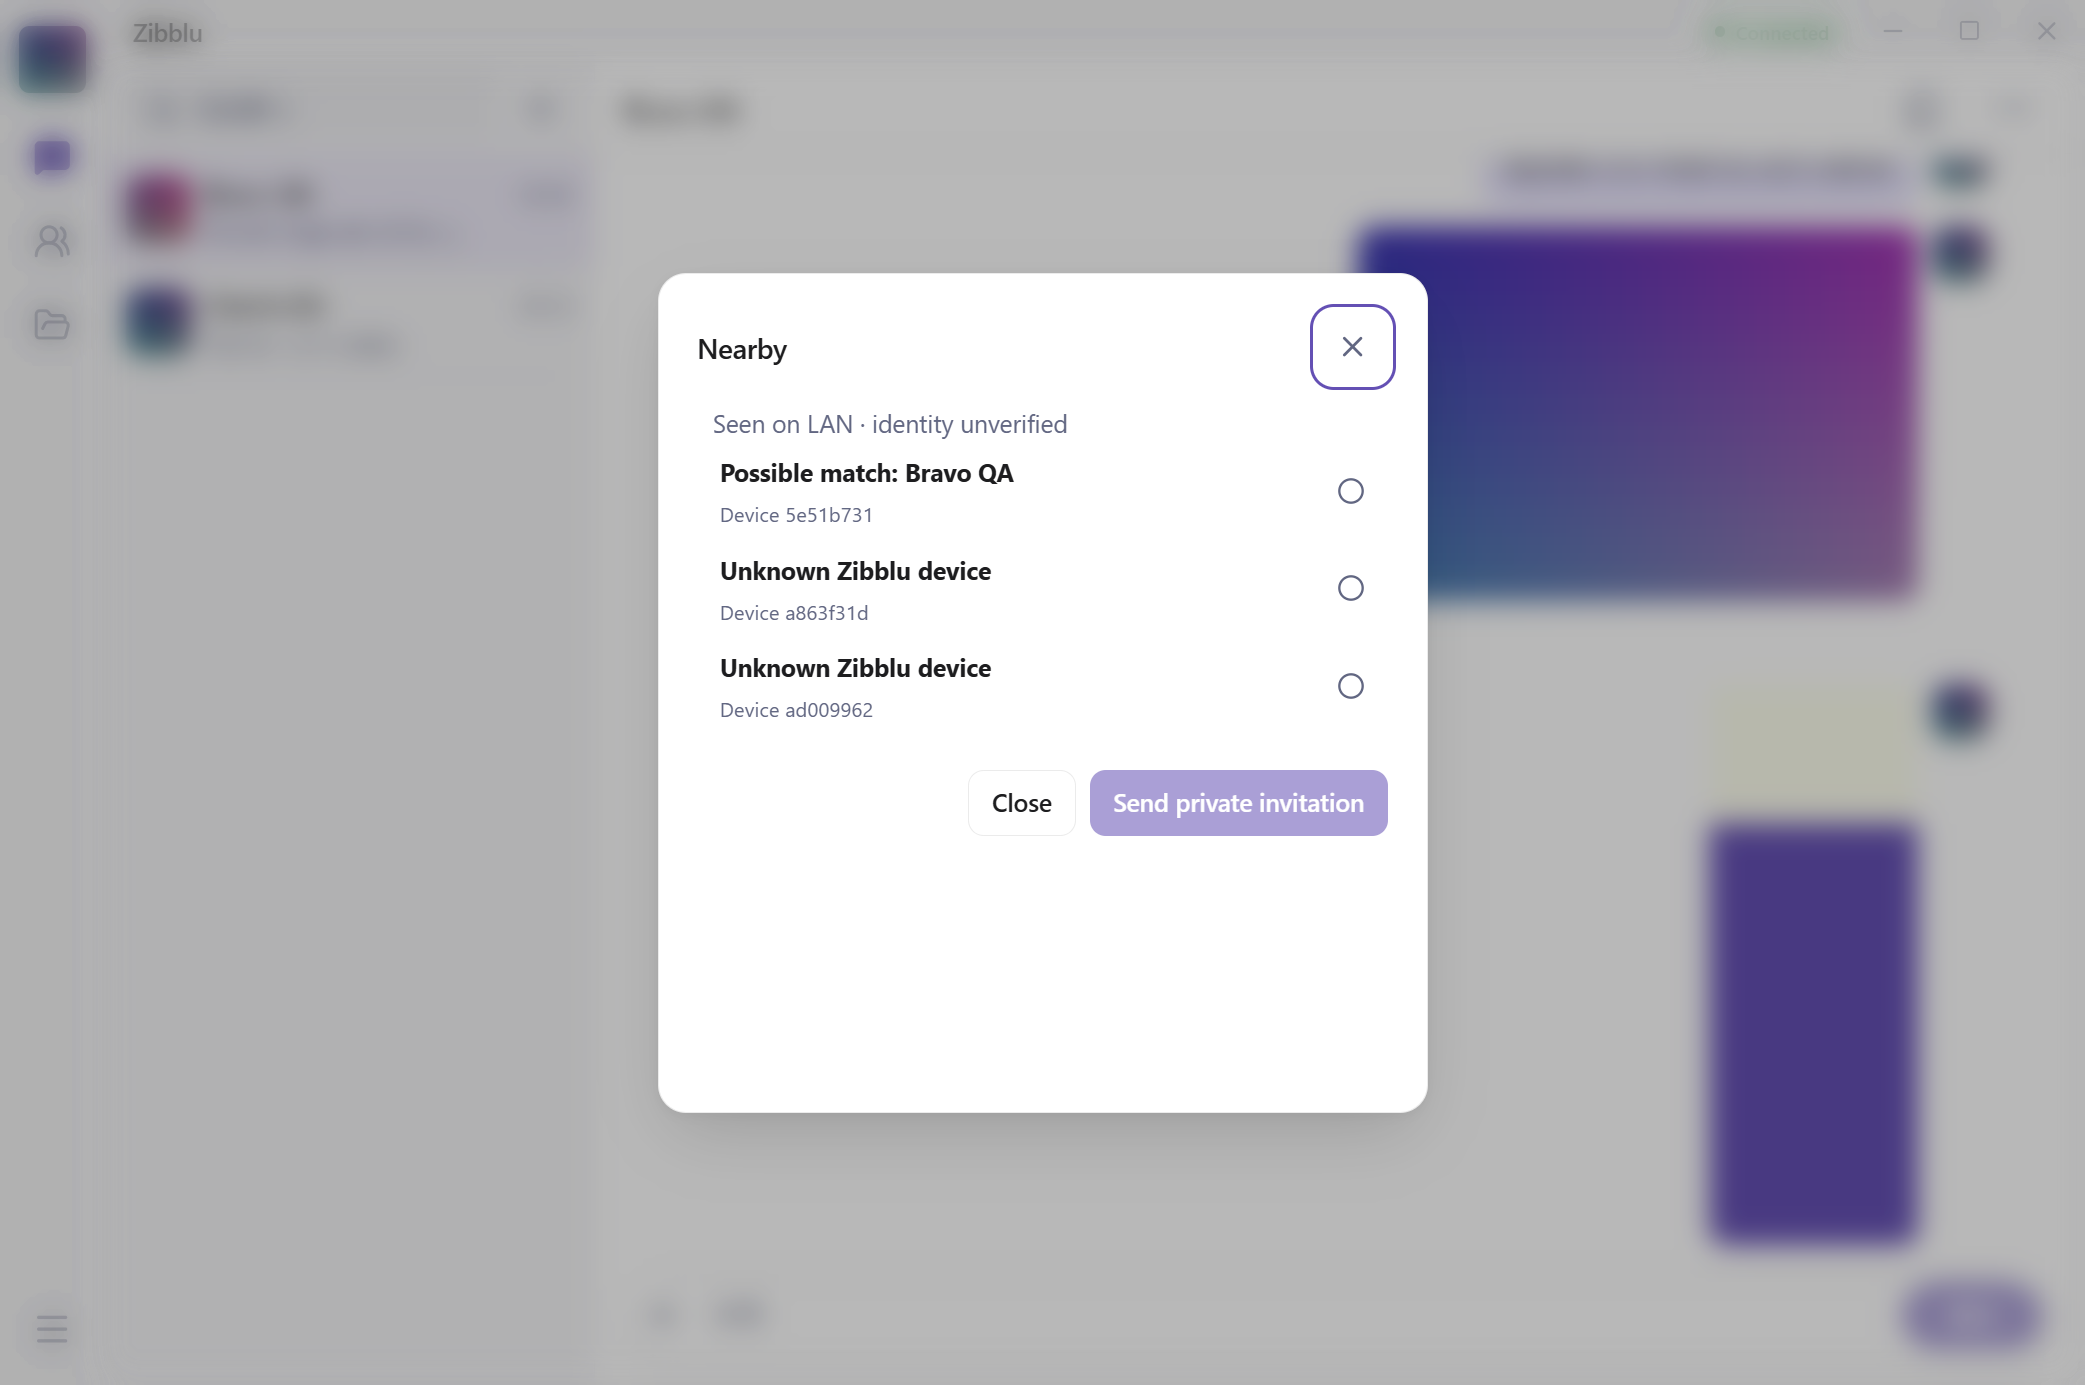 Zibblu
Connected
Nearby
Seen on LAN · identity unverified
Possible match: Bravo QA
Device 5e51b731
Unknown Zibblu device
Device a863f31d
Unknown Zibblu device
Device ad009962
Close
Send private invitation